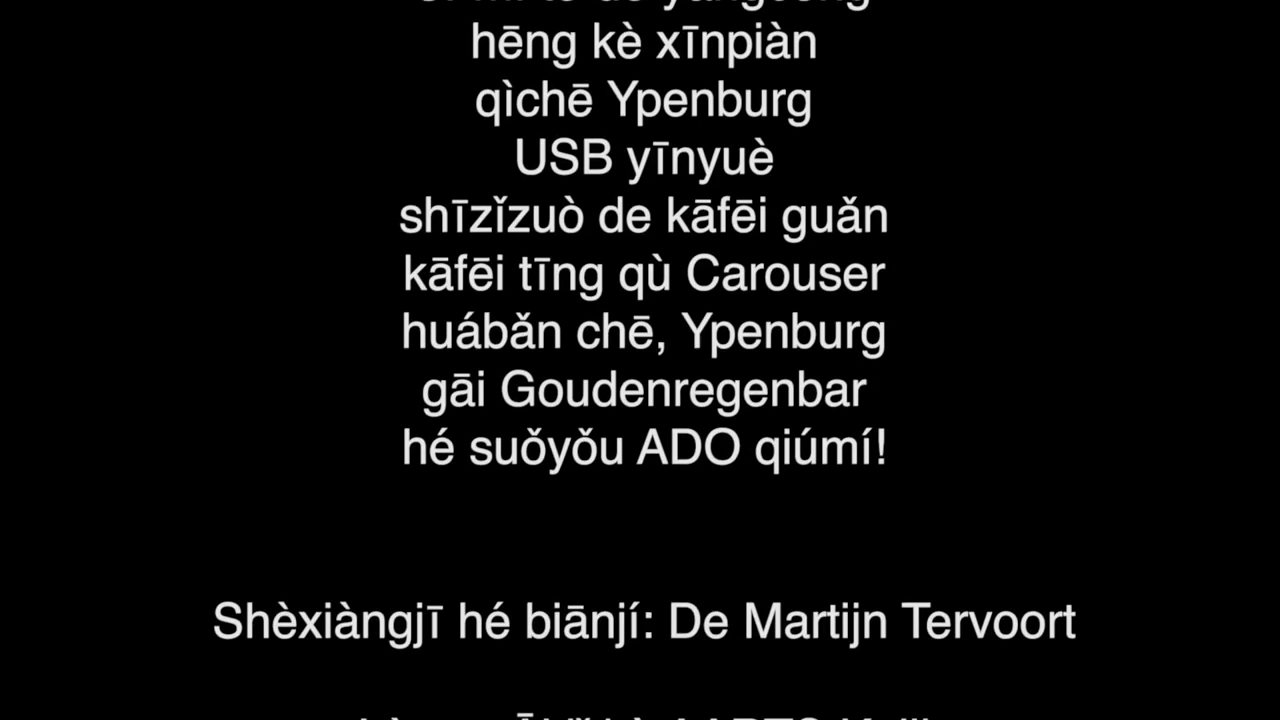 hēng kè xīnpiàn
qìchē Ypenburg
USB yīnyuè
shīzǐzuò de kāfēi guǎn
kāfēi tīng qù Carouser
huábǎn chē, Ypenburg
gāi Goudenregenbar
hé suǒyǒu ADO qiúmí!
Shèxiàngjī hé biānjí: De Martijn Tervoort